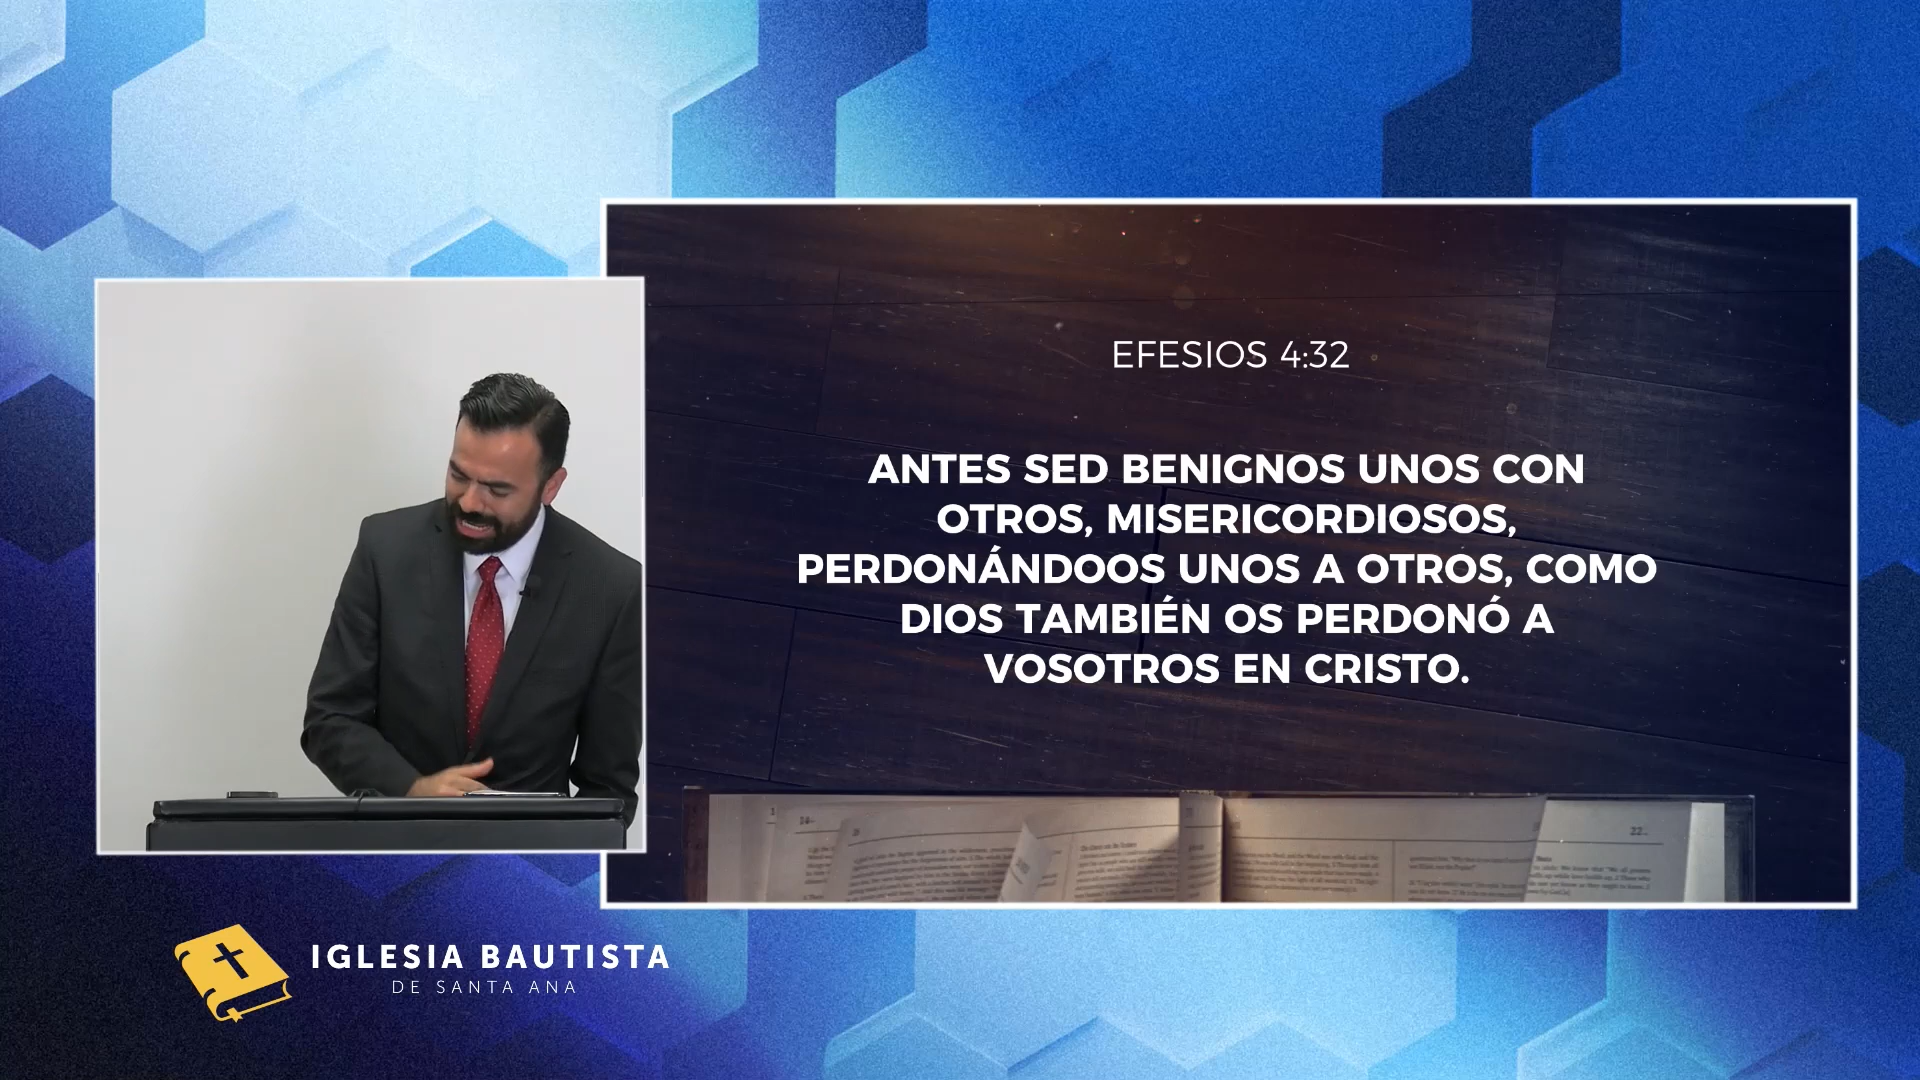 EFESIOS 4:32
ANTES SED BENIGNOS UNOS CON
OTROS, MISERICORDIOSOS,
PERDONÁNDOOS UNOS A OTROS, COMO
DIOS TAMBIÉN OS PERDONÓ A
VOSOTROS EN CRISTO.
22
IGLESIA BAUTISTA
DE SANTA ANA